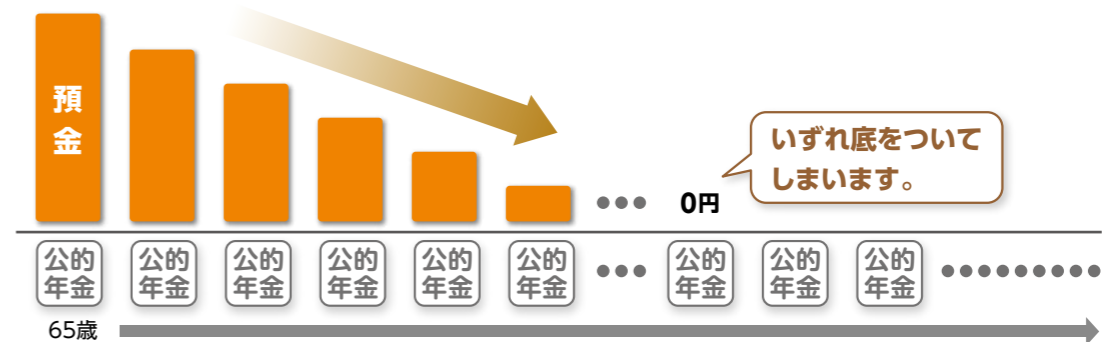 預金
いずれ底をついて
しまいます。
●●● 0円
公的年金 公的年金 公的年金 公的年金 公的年金 公的年金 ●●● 公的年金 公的年金 公的年金 ●●●●●●●●●
65歳